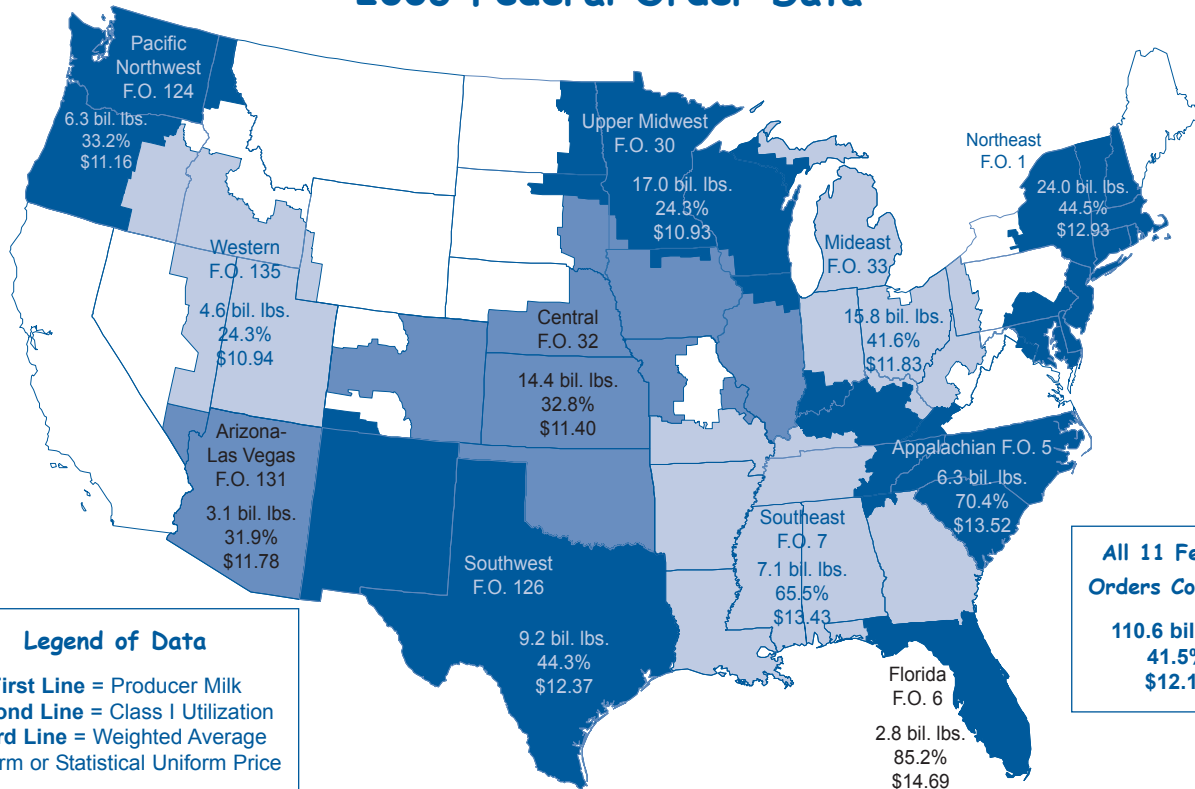 Federal Order Data
Pacific
Northwest
F.O. 124
6.3 bil. lbs.
33.2%
$11.16
Upper Midwest
F.O. 30
17.0 bil. lbs.
24.3%
$10.93
Northeast
F.O. 1
24.0 bil. lbs.
44.5%
$12.93
Western
F.O. 135
4.6 bil. lbs.
24.3%
$10.94
Mideast
F.O. 33
15.8 bil. lbs.
41.6%
$11.83
Central
F.O. 32
14.4 bil. lbs.
32.8%
$11.40
Arizona-
Las Vegas
F.O. 131
3.1 bil. lbs.
31.9%
$11.78
Appalachian F.O. 5
6.3 bil. lbs.
70.4%
$13.52
Southeast
F.O. 7
7.1 bil. lbs.
65.5%
$13.43
Southwest
F.O. 126
9.2 bil. lbs.
44.3%
$12.37
Florida
F.O. 6
2.8 bil. lbs.
85.2%
$14.69
All 11 Fe
Orders Co
110.6 bil
41.5%
$12.1
Legend of Data
First Line = Producer Milk
ond Line = Class I Utilization
rd Line = Weighted Average
rm or Statistical Uniform Price